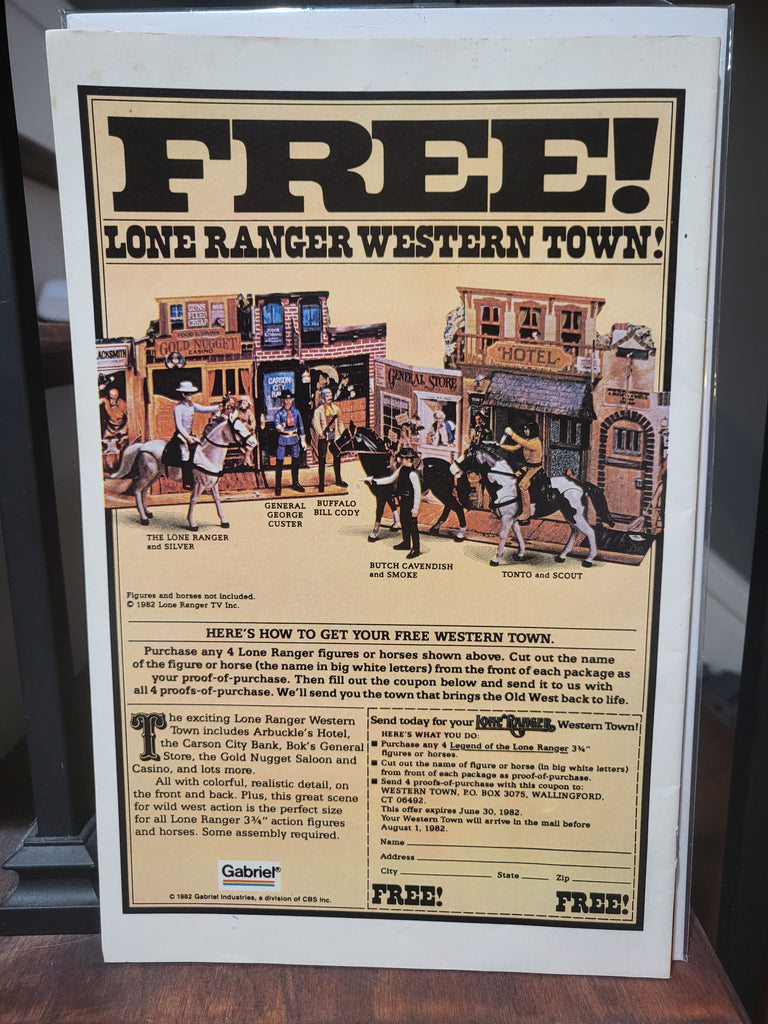 FREE!
LONE RANGER WESTERN TOWN!
GUNS
FIXED
CHEAP
FOOD & DRINK
GOLD NUGGET
CASINO
ACKSMITH
CARSON
CITY
GENERAL STORE
HOTEL
THE LONE RANGER
and SILVER
GENERAL
GEORGE
CUSTER
BUFFALO
BILL CODY
BUTCH CAVENDISH
and SMOKE
TONTO and SCOUT
Figures and horses not included.
© 1982 Lone Ranger TV Inc.
HERE'S HOW TO GET YOUR FREE WESTERN TOWN.
Purchase any 4 Lone Ranger figures or horses shown above. Cut out the name
of the figure or horse (the name in big white letters) from the front of each package as
your proof-of-purchase. Then fill out the coupon below and send it to us with
all 4 proofs-of-purchase. We'll send you the town that brings the Old West back to life.
The exciting Lone Ranger Western
Town includes Arbuckle's Hotel,
the Carson City Bank, Bok's General
Store, the Gold Nugget Saloon and
Casino, and lots more.
All with colorful, realistic detail, on
the front and back. Plus, this great scene
for wild west action is the perfect size
for all Lone Ranger 3¾" action figures
and horses. Some assembly required.
Gabriel®
© 1982 Gabriel Industries, a division of CBS Inc.
Send today for your LONE RANGER Western Town!
HERE'S WHAT YOU DO:
■ Purchase any 4 Legend of the Lone Ranger 3¾"
figures or horses.
■ Cut out the name of figure or horse (in big white letters)
from front of each package as proof-of-purchase.
■ Send 4 proofs-of-purchase with this coupon to:
WESTERN TOWN, P.O. BOX 3075, WALLINGFORD,
CT 06492.
This offer expires June 30, 1982.
Your Western Town will arrive in the mail before
August 1, 1982.
Name
Address
City State Zip
FREE! FREE!